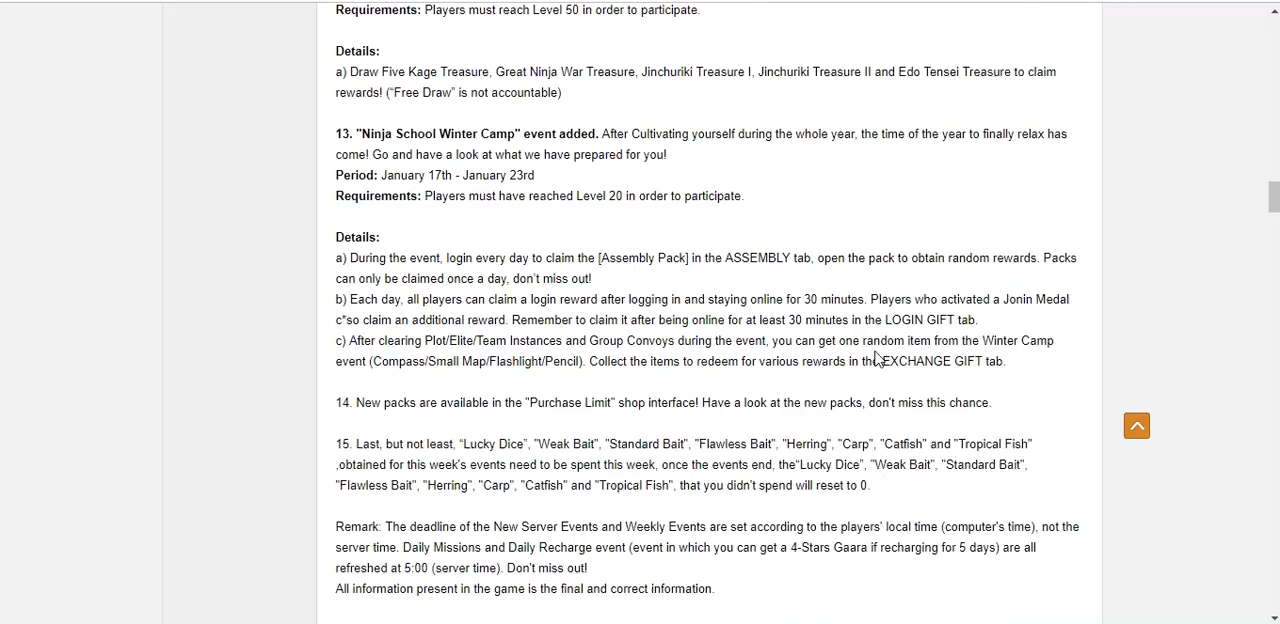 Requirements: Players must reach Level 50 in order to participate.
Details:
a) Draw Five Kage Treasure, Great Ninja War Treasure, Jinchuriki Treasure I, Jinchuriki Treasure II and Edo Tensei Treasure to claim
rewards! (“Free Draw” is not accountable)
13. "Ninja School Winter Camp" event added. After Cultivating yourself during the whole year, the time of the year to finally relax has
come! Go and have a look at what we have prepared for you!
Period: January 17th - January 23rd
Requirements: Players must have reached Level 20 in order to participate.
Details:
a) During the event, login every day to claim the [Assembly Pack] in the ASSEMBLY tab, open the pack to obtain random rewards. Packs
can only be claimed once a day, don’t miss out!
b) Each day, all players can claim a login reward after logging in and staying online for 30 minutes. Players who activated a Jonin Medal
c*so claim an additional reward. Remember to claim it after being online for at least 30 minutes in the LOGIN GIFT tab.
c) After clearing Plot/Elite/Team Instances and Group Convoys during the event, you can get one random item from the Winter Camp
event (Compass/Small Map/Flashlight/Pencil). Collect the items to redeem for various rewards in the EXCHANGE GIFT tab.
14. New packs are available in the "Purchase Limit" shop interface! Have a look at the new packs, don't miss this chance.
15. Last, but not least, “Lucky Dice”, "Weak Bait", "Standard Bait", "Flawless Bait", "Herring", "Carp", "Catfish" and "Tropical Fish"
,obtained for this week's events need to be spent this week, once the events end, the“Lucky Dice”, "Weak Bait", "Standard Bait",
"Flawless Bait", "Herring", "Carp", "Catfish" and "Tropical Fish", that you didn’t spend will reset to 0.
Remark: The deadline of the New Server Events and Weekly Events are set according to the players’ local time (computer's time), not the
server time. Daily Missions and Daily Recharge event (event in which you can get a 4-Stars Gaara if recharging for 5 days) are all
refreshed at 5:00 (server time). Don’t miss out!
All information present in the game is the final and correct information.